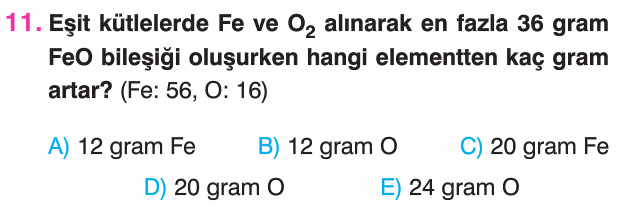 11. Eşit kütlelerde Fe ve O₂ alınarak en fazla 36 gram
FeO bileşiği oluşurken hangi elementten kaç gram
artar? (Fe: 56, O: 16)
A) 12 gram Fe B) 12 gram O C) 20 gram Fe
D) 20 gram O E) 24 gram O